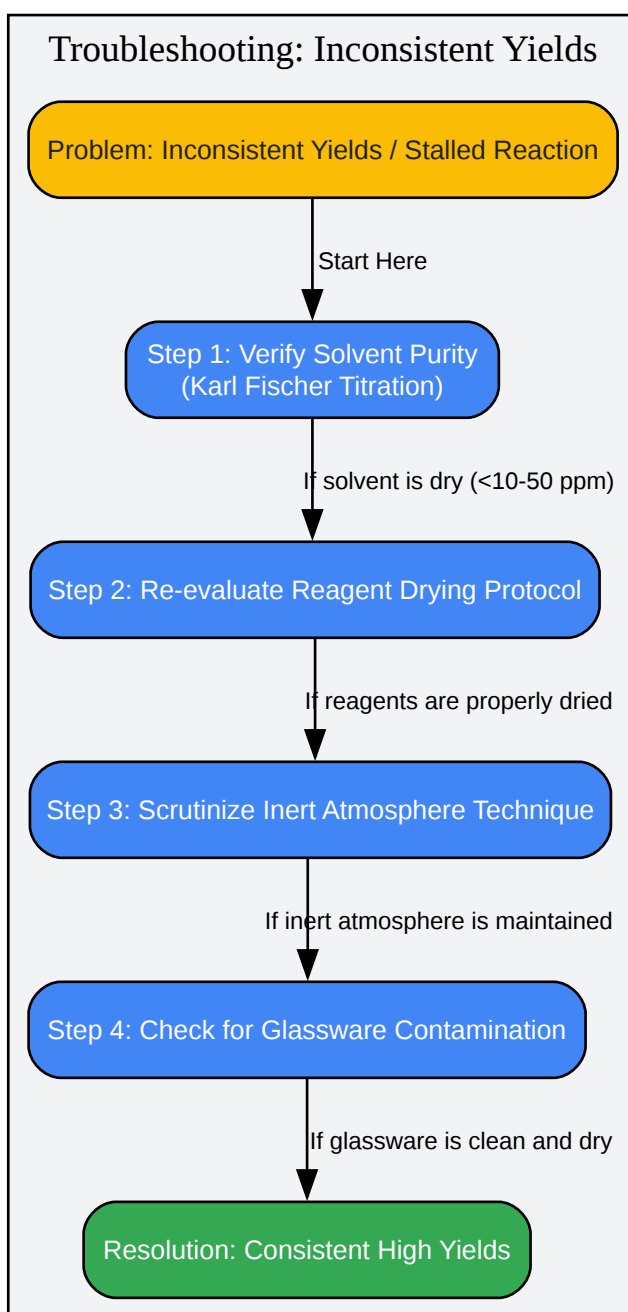 Troubleshooting: Inconsistent Yields
Problem: Inconsistent Yields / Stalled Reaction
Start Here
Step 1: Verify Solvent Purity
(Karl Fischer Titration)
If solvent is dry (<10-50 ppm)
Step 2: Re-evaluate Reagent Drying Protocol
If reagents are properly dried
Step 3: Scrutinize Inert Atmosphere Technique
If inert atmosphere is maintained
Step 4: Check for Glassware Contamination
If glassware is clean and dry
Resolution: Consistent High Yields